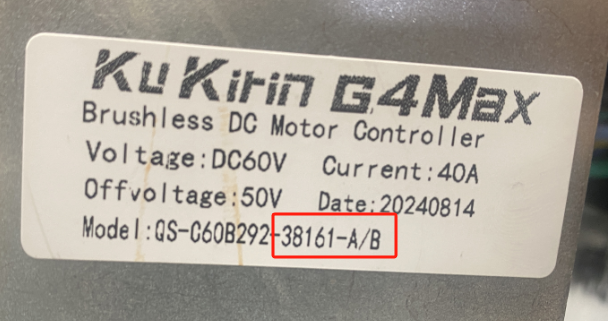 KuKirin G4Max
Brushless DC Motor Controller
Voltage:DC60V Current:40A
Offvoltage:50V Date:20240814
Model:QS-C60B292-38161-A/B